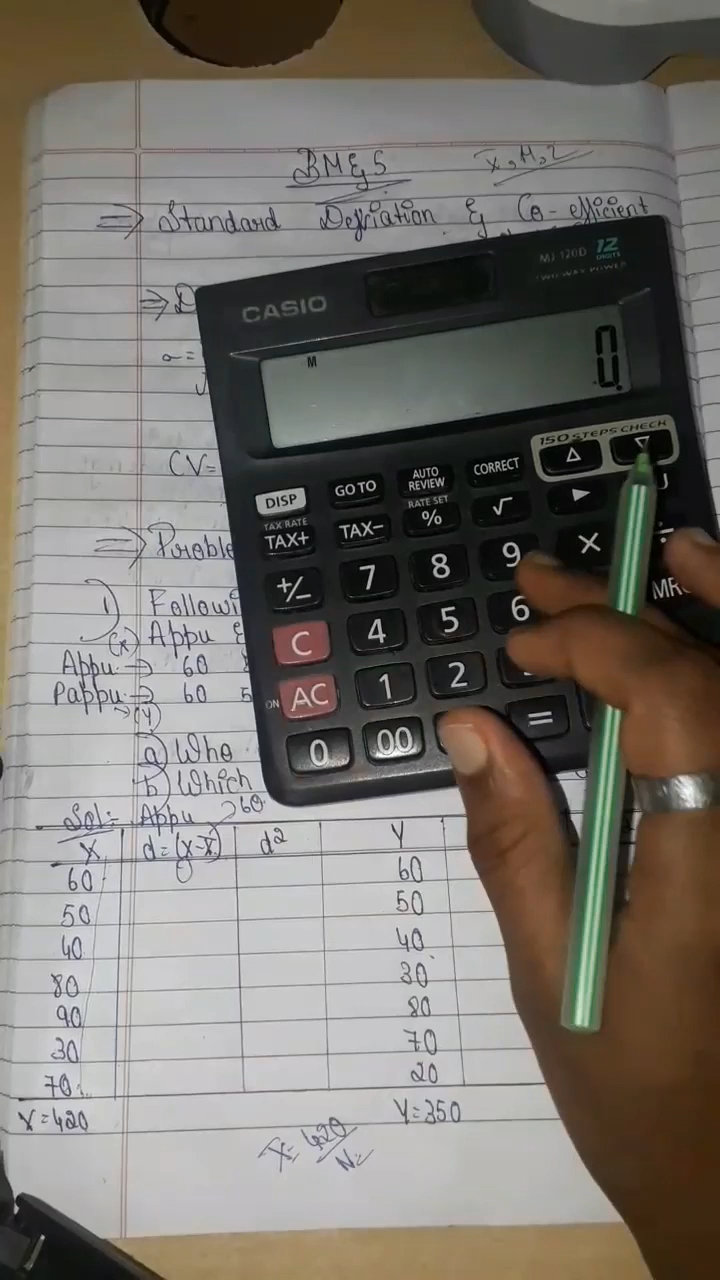 BM&S
X̄, M, Z
⇒ Standard Deviation & Co-efficient
CASIO
MJ-120D 12 DIGITS
TWO WAY POWER
M
0.
150 STEPS CHECK
DISP GO TO AUTO REVIEW CORRECT △ ▽
TAX RATE RATE SET
TAX+ TAX- % √ ▶
+/- 7 8 9 × ÷
C 4 5 6
ON AC 1 2
0 00 =
σ=
CV=
⇒ Proble
1) Followi
(x) Appu &
Appu → 60
Pappu → 60 5
→ (y)
a) Who
b) Which
Sol= Appu → 60
X d=(x-x̄) d² Y
60 0 60
50 50
40 40
80 30
90 80
30 70
70 20
X=420 Y=350
X̄= 420/N=